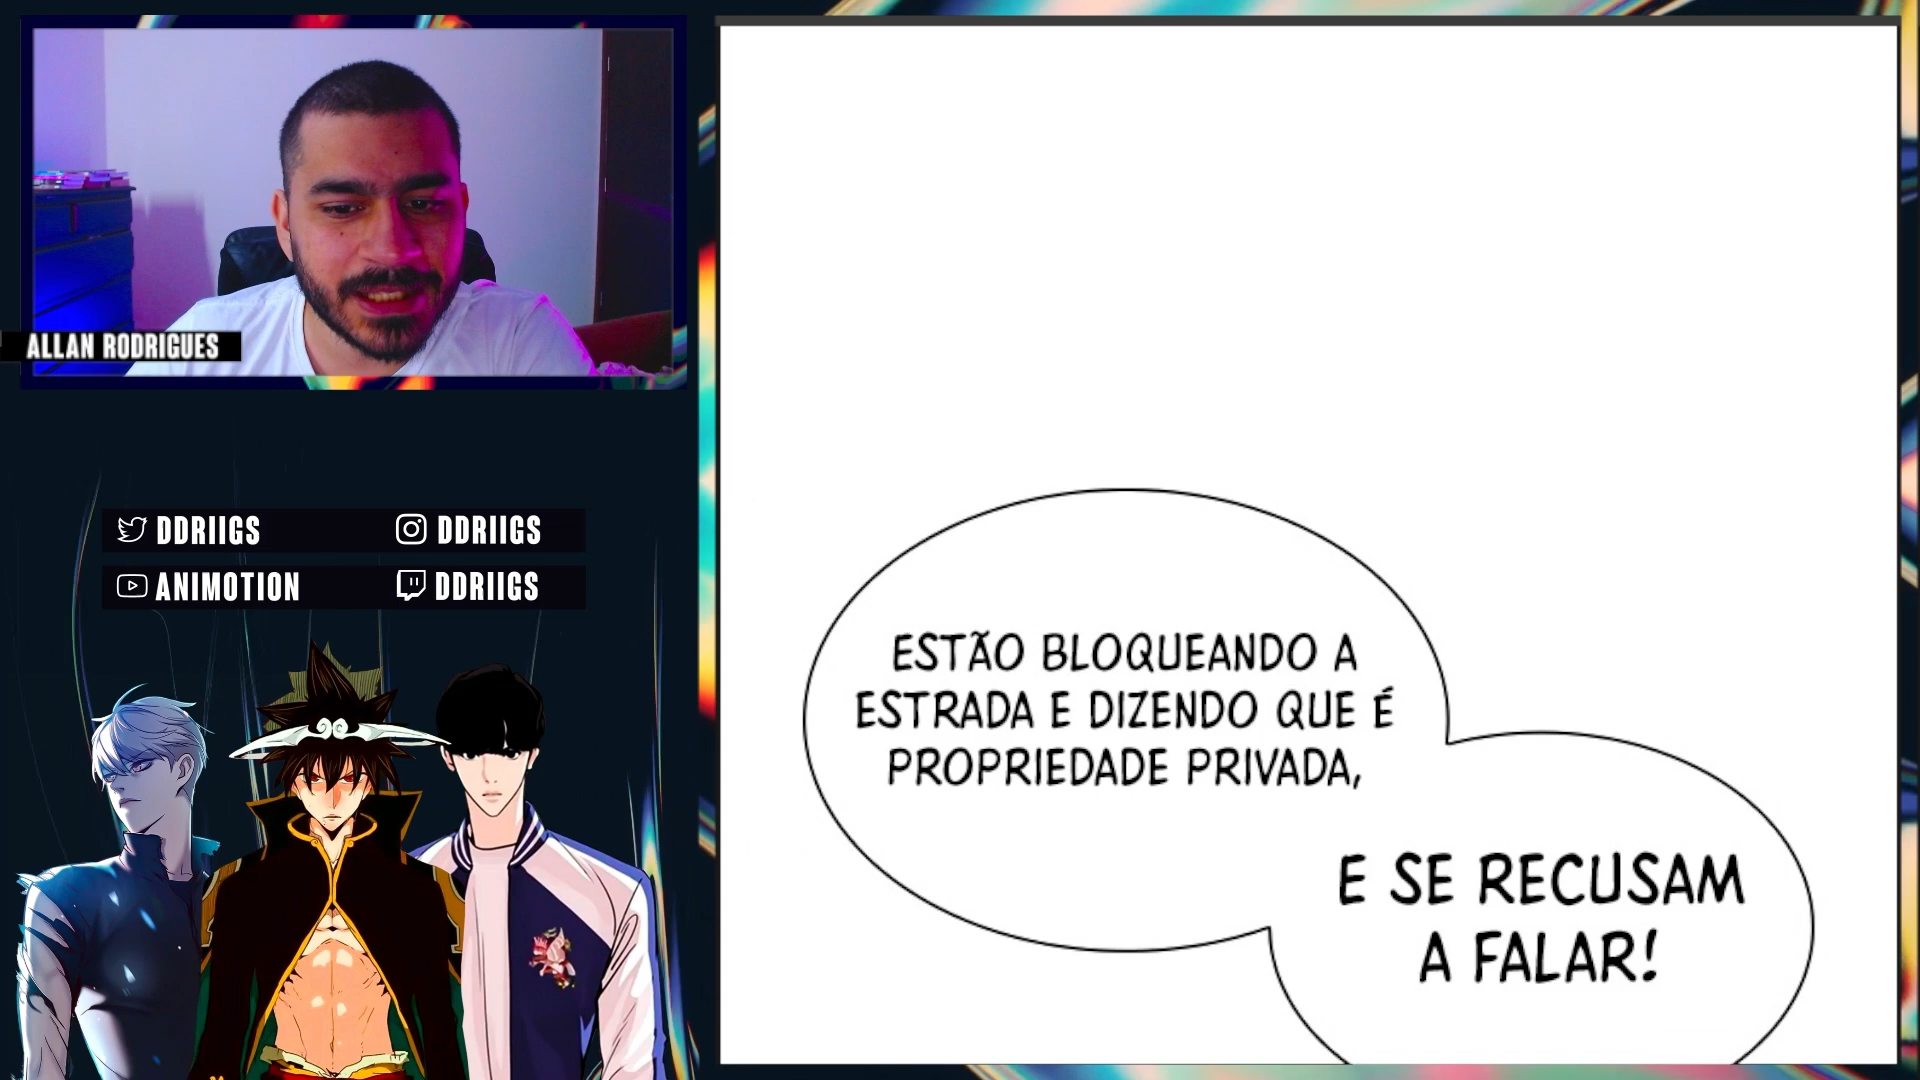 ALLAN RODRIGUES
DDRIIGS
DDRIIGS
ANIMOTION
DDRIIGS
ESTÃO BLOQUEANDO A
ESTRADA E DIZENDO QUE É
PROPRIEDADE PRIVADA,
E SE RECUSAM
A FALAR!